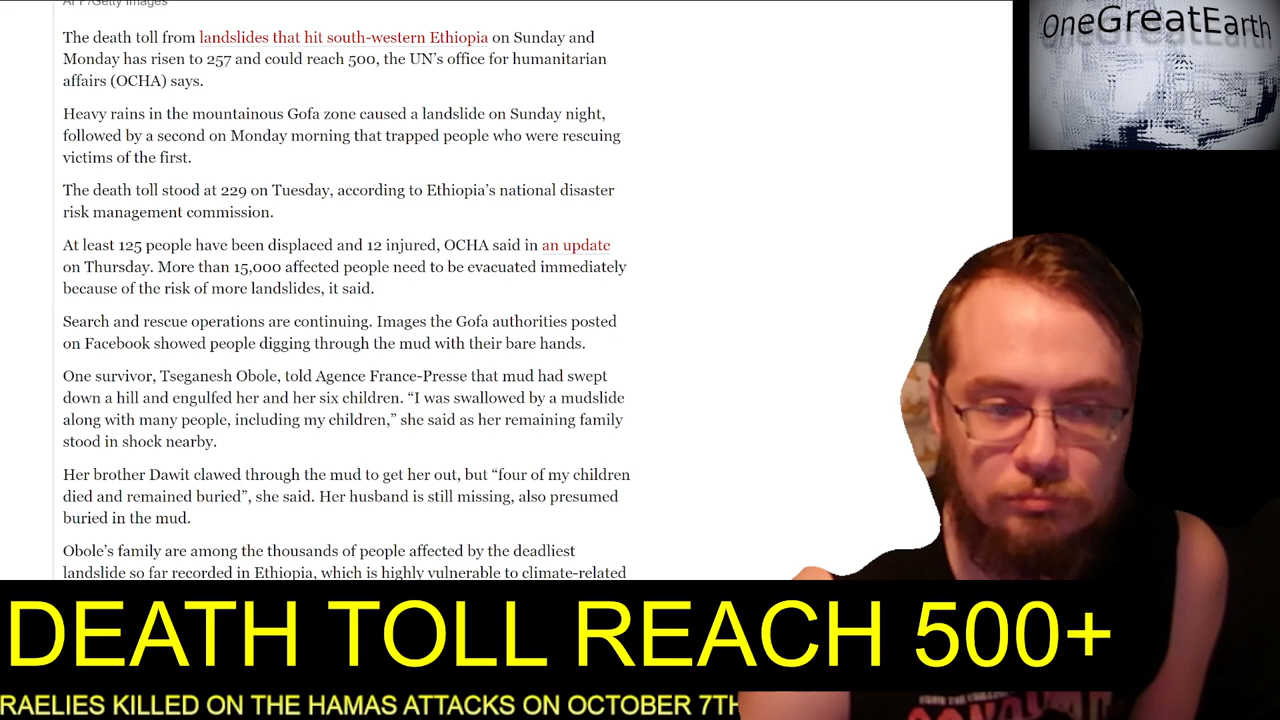 AFP/Getty Images
OneGreatEarth
The death toll from landslides that hit south-western Ethiopia on Sunday and
Monday has risen to 257 and could reach 500, the UN's office for humanitarian
affairs (OCHA) says.
Heavy rains in the mountainous Gofa zone caused a landslide on Sunday night,
followed by a second on Monday morning that trapped people who were rescuing
victims of the first.
The death toll stood at 229 on Tuesday, according to Ethiopia's national disaster
risk management commission.
At least 125 people have been displaced and 12 injured, OCHA said in an update
on Thursday. More than 15,000 affected people need to be evacuated immediately
because of the risk of more landslides, it said.
Search and rescue operations are continuing. Images the Gofa authorities posted
on Facebook showed people digging through the mud with their bare hands.
One survivor, Tseganesh Obole, told Agence France-Presse that mud had swept
down a hill and engulfed her and her six children. “I was swallowed by a mudslide
along with many people, including my children,” she said as her remaining family
stood in shock nearby.
Her brother Dawit clawed through the mud to get her out, but “four of my children
died and remained buried”, she said. Her husband is still missing, also presumed
buried in the mud.
Obole's family are among the thousands of people affected by the deadliest
landslide so far recorded in Ethiopia, which is highly vulnerable to climate-related
DEATH TOLL REACH 500+
RAELIES KILLED ON THE HAMAS ATTACKS ON OCTOBER 7TH